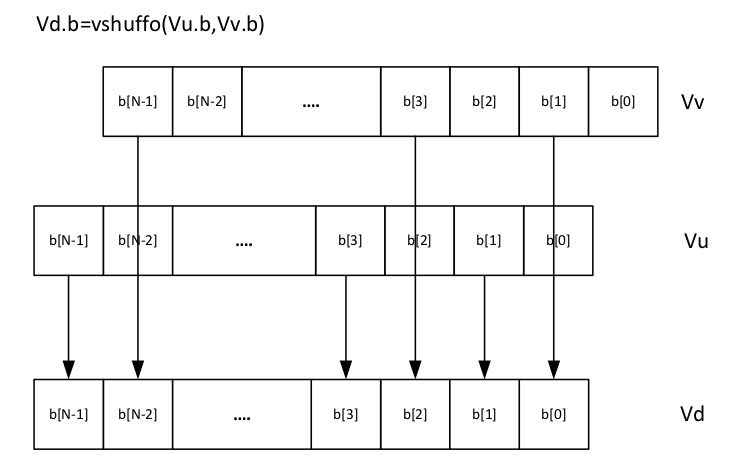 Vd.b=vshuffo(Vu.b,Vv.b)
b[N-1] b[N-2] .... b[3] b[2] b[1] b[0] Vv
b[N-1] b[N-2] .... b[3] b[2] b[1] b[0] Vu
b[N-1] b[N-2] .... b[3] b[2] b[1] b[0] Vd